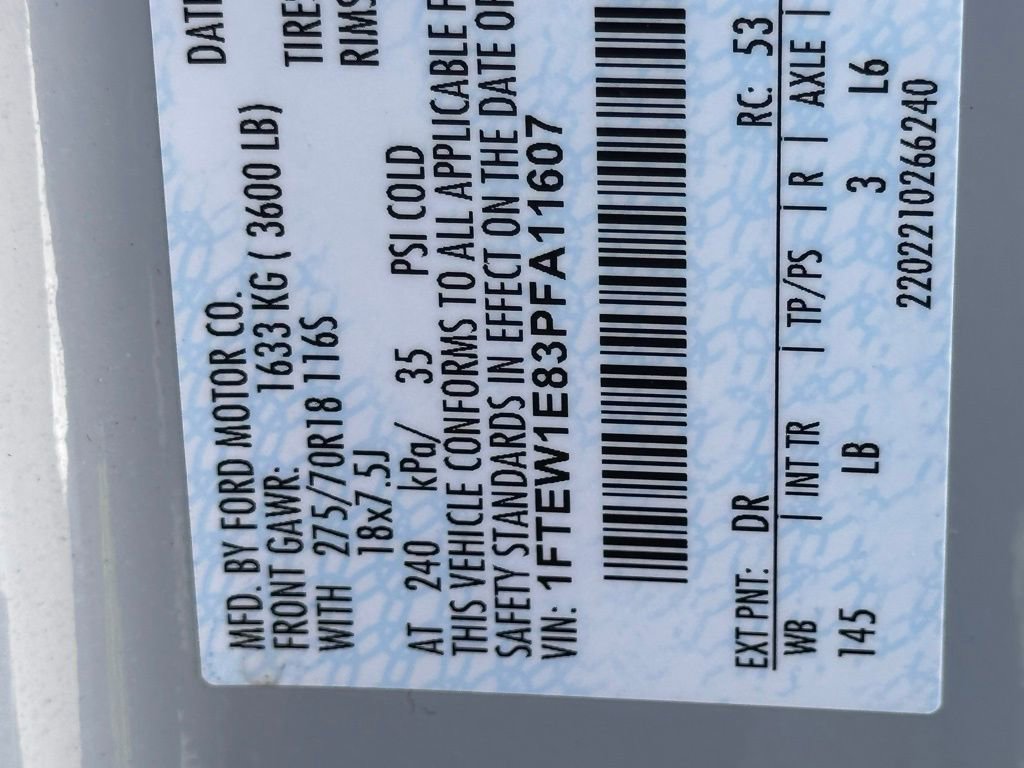 MFD. BY FORD MOTOR CO. DATE
FRONT GAWR: 1633 KG ( 3600 LB)
WITH 275/70R18 116S TIRES
18x7.5J RIMS
AT 240 kPa/ 35 PSI COLD
THIS VEHICLE CONFORMS TO ALL APPLICABLE F
SAFETY STANDARDS IN EFFECT ON THE DATE OF
VIN: 1FTEW1E83PFA11607
EXT PNT: DR RC: 53
WB | INT TR | TP/PS | R | AXLE |
145 LB 3 L6
2202210266240